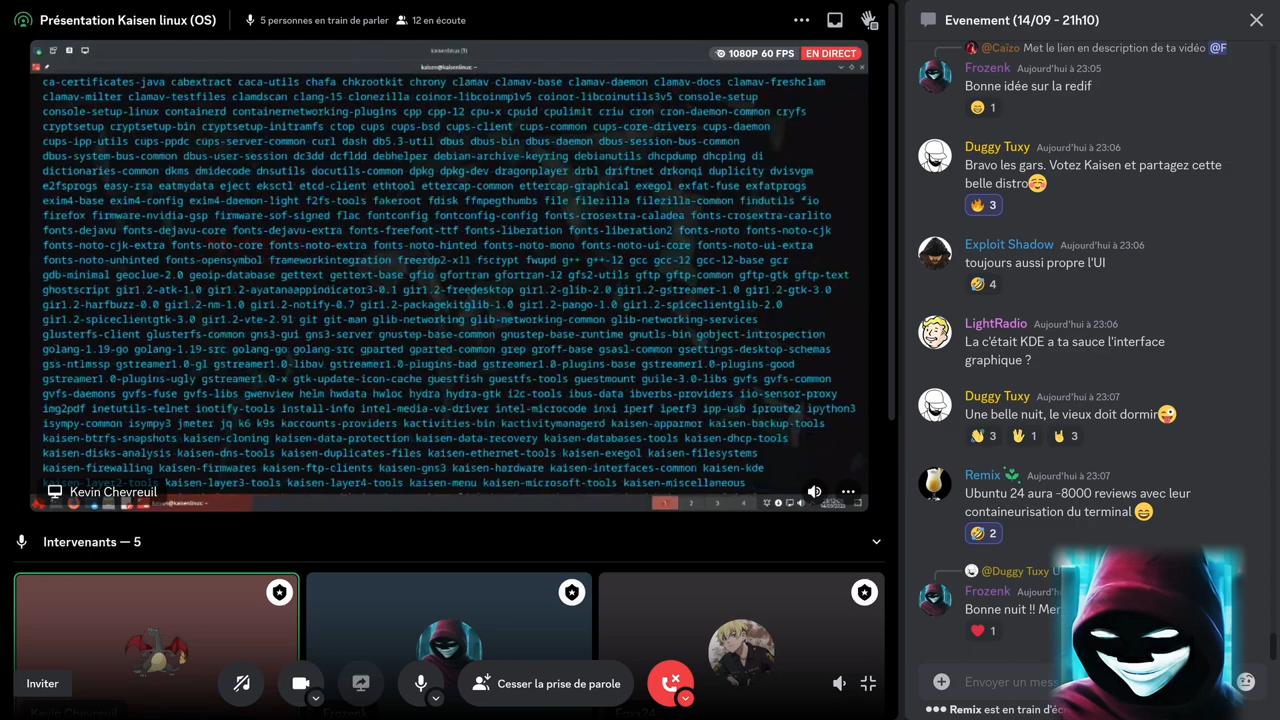 Présentation Kaisen linux (OS)
5 personnes en train de parler
12 en écoute
1080P 60 FPS
EN DIRECT
kaisen@kaisenlinux: ~
ca-certificates-java cabextract caca-utils chafa chkrootkit chrony clamav clamav-base clamav-daemon clamav-docs clamav-freshclam
clamav-milter clamav-testfiles clamdscan clang-15 clonezilla coinor-libcoinmp1v5 coinor-libcoinutils3v5 console-setup
console-setup-linux containerd containernetworking-plugins cpp cpp-12 cpu-x cpuid cpulimit criu cron cron-daemon-common cryfs
cryptsetup cryptsetup-bin cryptsetup-initramfs ctop cups cups-bsd cups-client cups-common cups-core-drivers cups-daemon
cups-ipp-utils cups-ppdc cups-server-common curl dash db5.3-util dbus dbus-bin dbus-daemon dbus-session-bus-common
dbus-system-bus-common dbus-user-session dc3dd dcfldd debhelper debian-archive-keyring debianutils dhcpdump dhcping di
dictionaries-common dkms dmidecode dnsutils docutils-common dpkg dpkg-dev dragonplayer drbl driftnet drkonqi duplicity dvisvgm
e2fsprogs easy-rsa eatmydata eject eksctl etcd-client ethtool ettercap-common ettercap-graphical exegol exfat-fuse exfatprogs
exim4-base exim4-config exim4-daemon-light f2fs-tools fakeroot fdisk ffmpegthumbs file filezilla filezilla-common findutils fio
firefox firmware-nvidia-gsp firmware-sof-signed flac fontconfig fontconfig-config fonts-crosextra-caladea fonts-crosextra-carlito
fonts-dejavu fonts-dejavu-core fonts-dejavu-extra fonts-freefont-ttf fonts-liberation fonts-liberation2 fonts-noto fonts-noto-cjk
fonts-noto-cjk-extra fonts-noto-core fonts-noto-extra fonts-noto-hinted fonts-noto-mono fonts-noto-ui-core fonts-noto-ui-extra
fonts-noto-unhinted fonts-opensymbol frameworkintegration freerdp2-x11 fscrypt fwupd g++ g++-12 gcc gcc-12 gcc-12-base gcr
gdb-minimal geoclue-2.0 geoip-database gettext gettext-base gfio gfortran gfortran-12 gfs2-utils gftp gftp-common gftp-gtk gftp-text
ghostscript gir1.2-atk-1.0 gir1.2-ayatanaappindicator3-0.1 gir1.2-freedesktop gir1.2-glib-2.0 gir1.2-gstreamer-1.0 gir1.2-gtk-3.0
gir1.2-harfbuzz-0.0 gir1.2-nm-1.0 gir1.2-notify-0.7 gir1.2-packagekitglib-1.0 gir1.2-pango-1.0 gir1.2-spiceclientglib-2.0
gir1.2-spiceclientgtk-3.0 gir1.2-vte-2.91 git git-man glib-networking glib-networking-common glib-networking-services
glusterfs-client glusterfs-common gns3-gui gns3-server gnustep-base-common gnustep-base-runtime gnutls-bin gobject-introspection
golang-1.19-go golang-1.19-src golang-go golang-src gparted gparted-common grep groff-base gsasl-common gsettings-desktop-schemas
gss-ntlmssp gstreamer1.0-gl gstreamer1.0-libav gstreamer1.0-plugins-bad gstreamer1.0-plugins-base gstreamer1.0-plugins-good
gstreamer1.0-plugins-ugly gstreamer1.0-x gtk-update-icon-cache guestfish guestfs-tools guestmount guile-3.0-libs gvfs gvfs-common
gvfs-daemons gvfs-fuse gvfs-libs gwenview helm hwdata hwloc hydra hydra-gtk i2c-tools ibus-data ibverbs-providers iio-sensor-proxy
img2pdf inetutils-telnet inotify-tools install-info intel-media-va-driver intel-microcode inxi iperf iperf3 ipp-usb iproute2 ipython3
isympy-common isympy3 jmeter jq k6 k9s kaccounts-providers kactivities-bin kactivitymanagerd kaisen-apparmor kaisen-backup-tools
kaisen-btrfs-snapshots kaisen-cloning kaisen-data-protection kaisen-data-recovery kaisen-databases-tools kaisen-dhcp-tools
kaisen-disks-analysis kaisen-dns-tools kaisen-duplicates-files kaisen-ethernet-tools kaisen-exegol kaisen-filesystems
kaisen-firewalling kaisen-firmwares kaisen-ftp-clients kaisen-gns3 kaisen-hardware kaisen-interfaces-common kaisen-kde
kaisen-layer2-tools kaisen-layer3-tools kaisen-layer4-tools kaisen-menu kaisen-microsoft-tools kaisen-miscellaneous
Kevin Chevreuil
1 2 3 4
Intervenants — 5
Inviter
Cesser la prise de parole
Kevin Chevreuil
Frozenk
Evenement (14/09 - 21h10)
@Caïzo Met le lien en description de ta vidéo @F
Frozenk Aujourd'hui à 23:05
Bonne idée sur la redif
1
Duggy Tuxy Aujourd'hui à 23:06
Bravo les gars. Votez Kaisen et partagez cette
belle distro
3
Exploit Shadow Aujourd'hui à 23:06
toujours aussi propre l'UI
4
LightRadio Aujourd'hui à 23:06
La c'était KDE a ta sauce l'interface
graphique ?
Duggy Tuxy Aujourd'hui à 23:07
Une belle nuit, le vieux doit dormir
3 1 3
Remix Aujourd'hui à 23:07
Ubuntu 24 aura -8000 reviews avec leur
containeurisation du terminal
2
@Duggy Tuxy
Frozenk Aujourd'h
Bonne nuit !! Mer
1
Envoyer un mess
Remix est en train d'éc